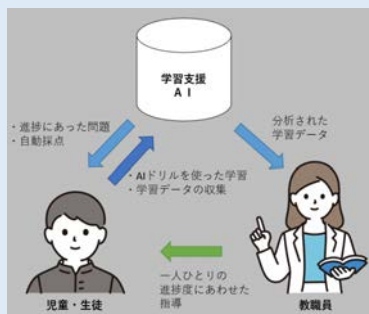 学習支援
AI
・進捗にあった問題
・自動採点
分析された
学習データ
・AIドリルを使った学習
・学習データの収集
一人ひとりの
進捗度にあわせた
指導
児童・生徒
教職員